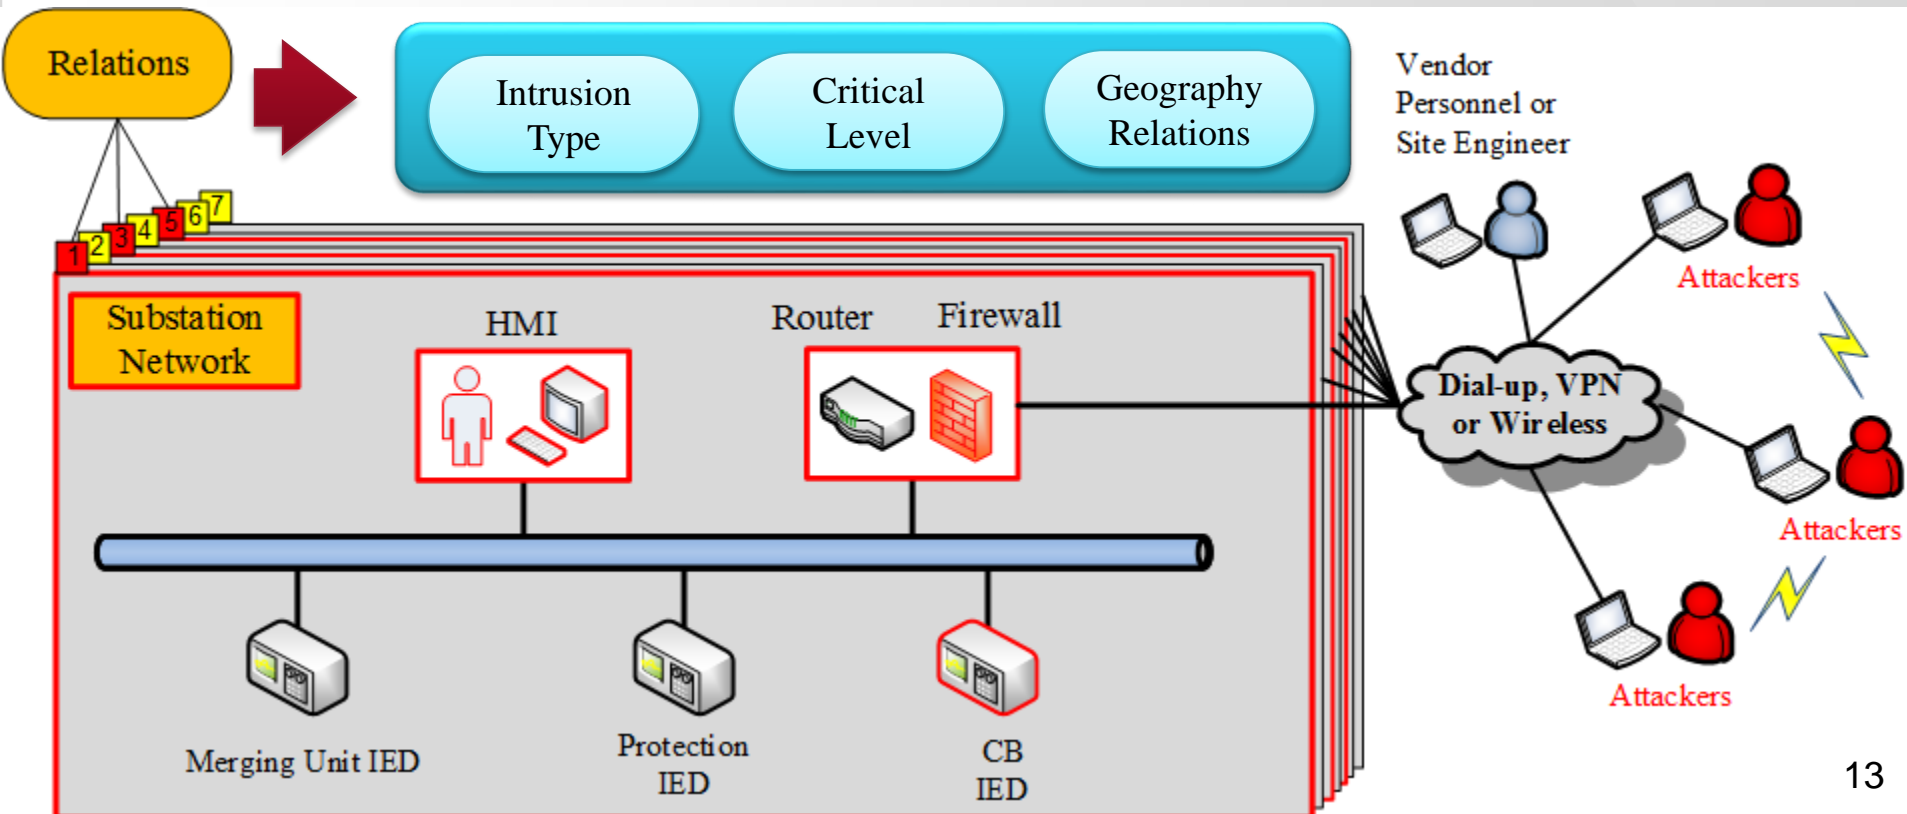 Relations
Intrusion
Type
Critical
Level
Geography
Relations
Vendor
Personnel or
Site Engineer
1
2
3
4
5
6
7
Attackers
Substation
Network
HMI
Router
Firewall
Dial-up, VPN
or Wireless
Attackers
Attackers
Merging Unit IED
Protection
IED
CB
IED
13